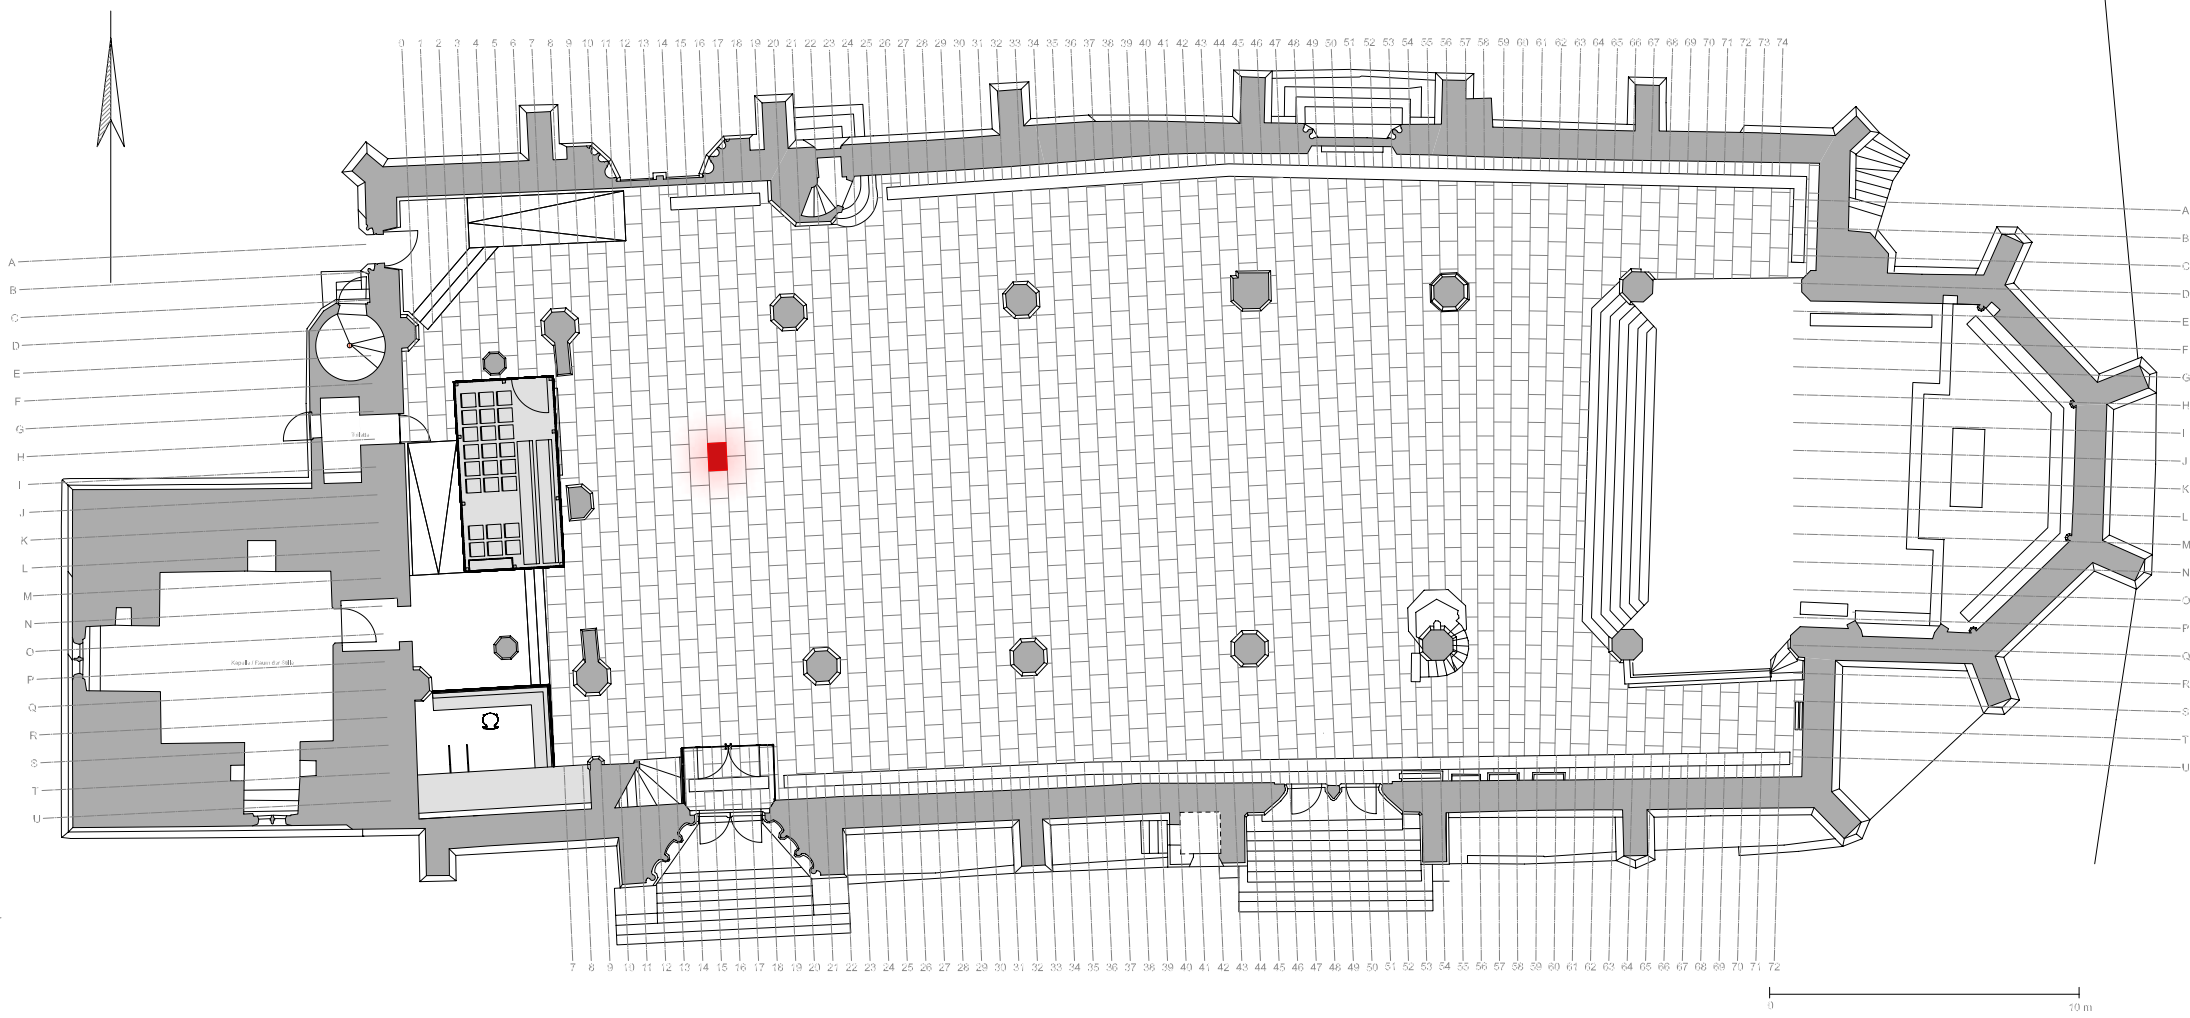 0 1 2 3 4 5 6 7 8 9 10 11 12 13 14 15 16 17 18 19 20 21 22 23 24 25 26 27 28 29 30 31 32 33 34 35 36 37 38 39 40 41 42 43 44 45 46 47 48 49 50 51 52 53 54 55 56 57 58 59 60 61 62 63 64 65 66 67 68 69 70 71 72 73 74
A
B
C
D
E
F
G
H
I
J
K
L
M
N
O
P
Q
R
S
T
U
A
B
C
D
E
F
G
H
I
J
K
L
M
N
O
P
Q
R
S
T
U
7 8 9 10 11 12 13 14 15 16 17 18 19 20 21 22 23 24 25 26 27 28 29 30 31 32 33 34 35 36 37 38 39 40 41 42 43 44 45 46 47 48 49 50 51 52 53 54 55 56 57 58 59 60 61 62 63 64 65 66 67 68 69 70 71 72
0 10 m